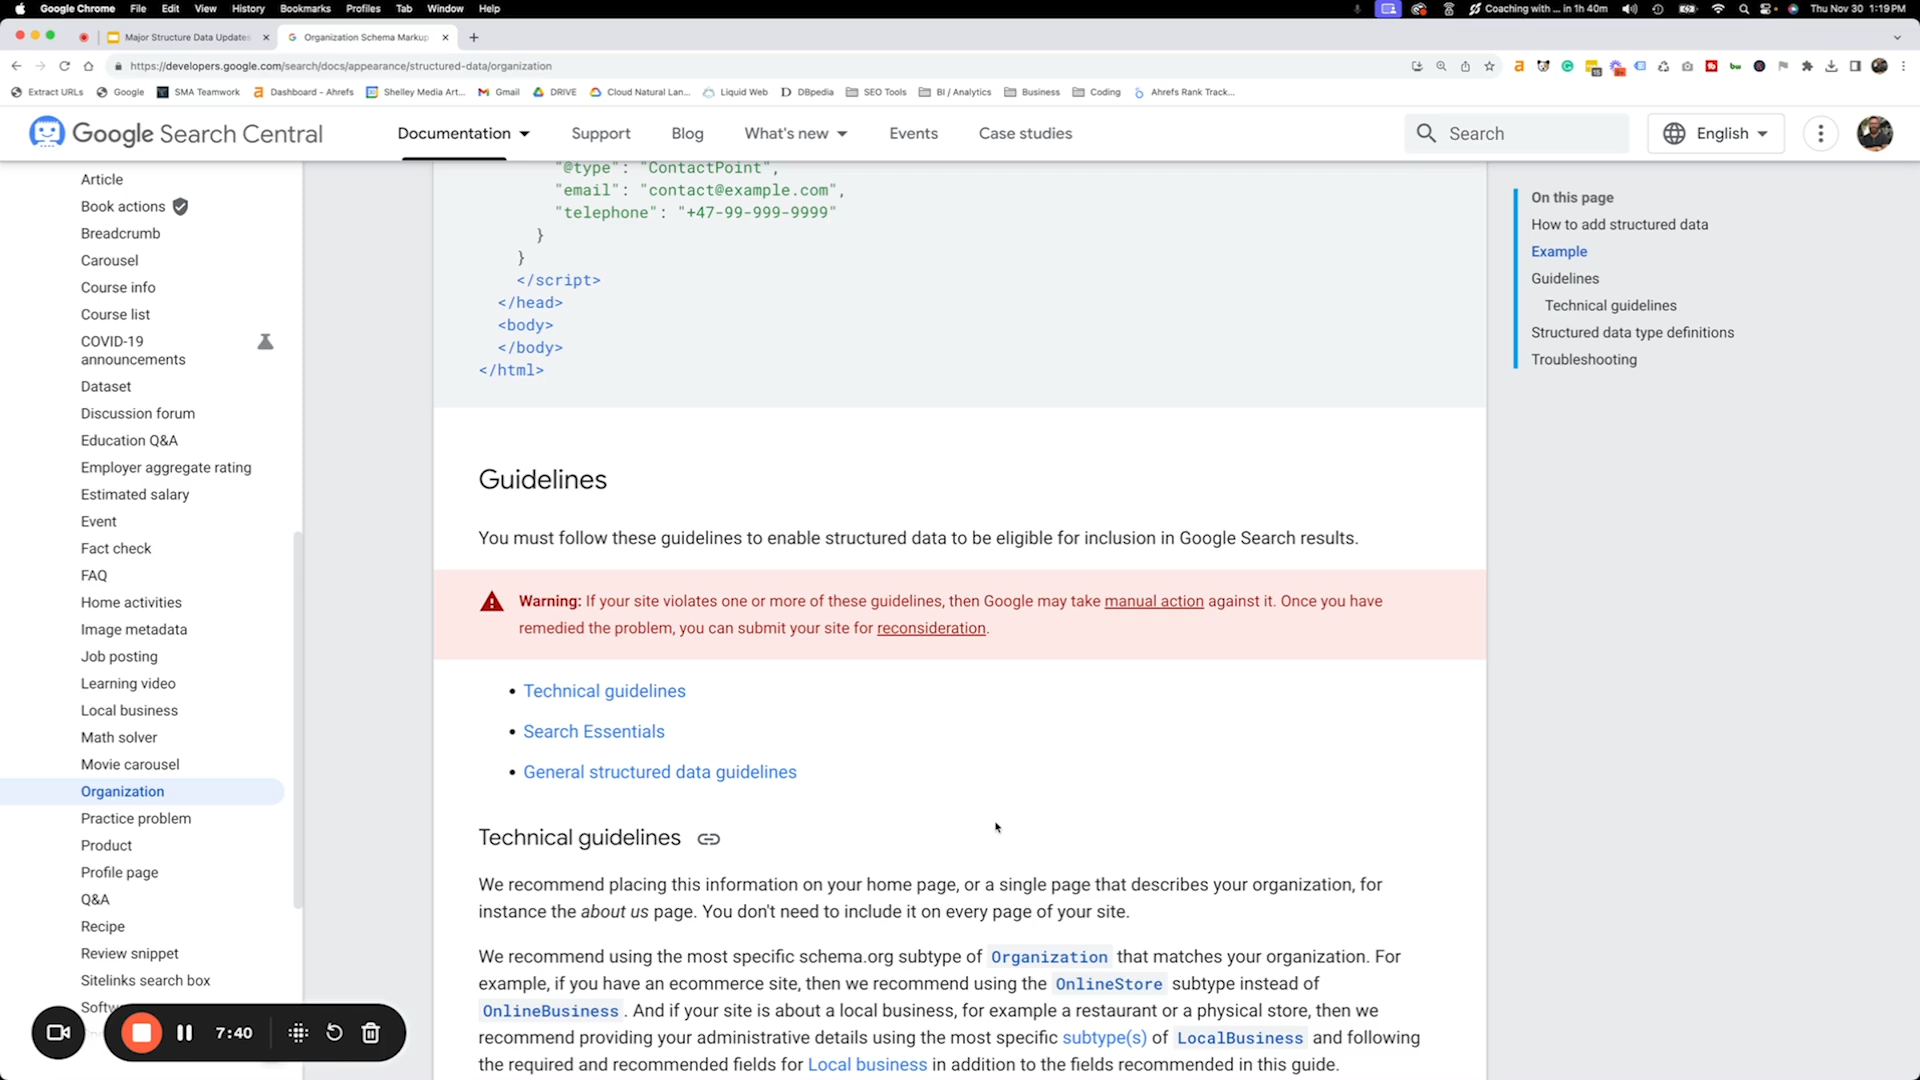 Google Chrome File Edit View History Bookmarks Profiles Tab Window Help
Coaching with ... in 1h 40m
Thu Nov 30 1:19 PM
Major Structure Data Updates
Organization Schema Markup
https://developers.google.com/search/docs/appearance/structured-data/organization
Extract URLs Google SMA Teamwork Dashboard - Ahrefs Shelley Media Art... Gmail DRIVE Cloud Natural Lan... Liquid Web DBpedia SEO Tools BI / Analytics Business Coding Ahrefs Rank Track...
Google Search Central
Documentation Support Blog What's new Events Case studies
Search
English
Article
Book actions
Breadcrumb
Carousel
Course info
Course list
COVID-19
announcements
Dataset
Discussion forum
Education Q&A
Employer aggregate rating
Estimated salary
Event
Fact check
FAQ
Home activities
Image metadata
Job posting
Learning video
Local business
Math solver
Movie carousel
Organization
Practice problem
Product
Profile page
Q&A
Recipe
Review snippet
Sitelinks search box
7:40
"@type": "ContactPoint",
"email": "contact@example.com",
"telephone": "+47-99-999-9999"
}
}
</script>
</head>
<body>
</body>
</html>
Guidelines
You must follow these guidelines to enable structured data to be eligible for inclusion in Google Search results.
Warning: If your site violates one or more of these guidelines, then Google may take manual action against it. Once you have
remedied the problem, you can submit your site for reconsideration.
• Technical guidelines
• Search Essentials
• General structured data guidelines
Technical guidelines
We recommend placing this information on your home page, or a single page that describes your organization, for
instance the about us page. You don't need to include it on every page of your site.
We recommend using the most specific schema.org subtype of Organization that matches your organization. For
example, if you have an ecommerce site, then we recommend using the OnlineStore subtype instead of
OnlineBusiness. And if your site is about a local business, for example a restaurant or a physical store, then we
recommend providing your administrative details using the most specific subtype(s) of LocalBusiness and following
the required and recommended fields for Local business in addition to the fields recommended in this guide.
On this page
How to add structured data
Example
Guidelines
Technical guidelines
Structured data type definitions
Troubleshooting